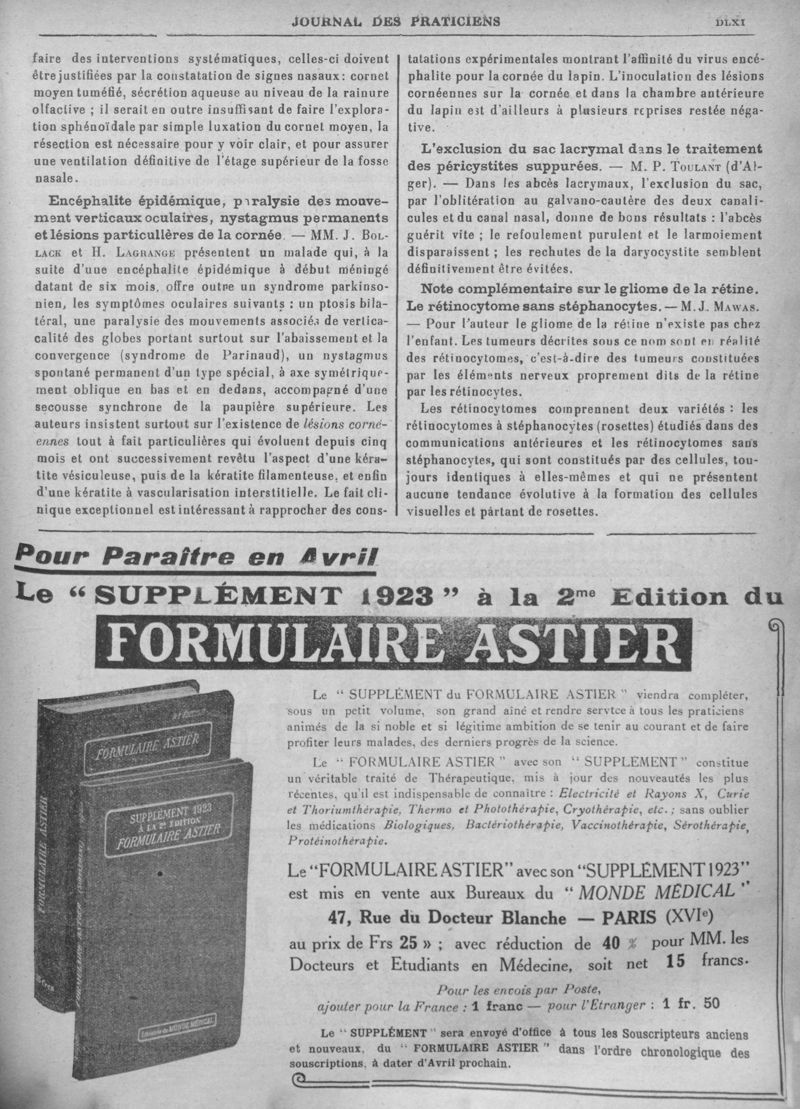 JOURNAL DES PRATICIENS
DLXI
faire des interventions systématiques, celles-ci doivent
être justifiées par la constatation de signes nasaux : cornet
moyen tuméfié, sécrétion aqueuse au niveau de la rainure
olfactive ; il serait en outre insuffisant de faire l'explora-
tion sphénoïdale par simple luxation du cornet moyen, la
résection est nécessaire pour y voir clair, et pour assurer
une ventilation définitive de l'étage supérieur de la fosse
nasale.
Encéphalite épidémique, paralysie des mouve-
ment verticaux oculaires, nystagmus permanents
et lésions particulières de la cornée. — MM. J. BOL-
LACK et H. LAGRANGE présentent un malade qui, à la
suite d'une encéphalite épidémique à début méningé
datant de six mois, offre outre un syndrome parkinso-
nien, les symptômes oculaires suivants : un ptosis bila-
téral, une paralysie des mouvements associés de vertica-
calité des globes portant surtout sur l'abaissement et la
convergence (syndrome de Parinaud), un nystagmus
spontané permanent d'un type spécial, à axe symétrique-
ment oblique en bas et en dedans, accompagné d'une
secousse synchrone de la paupière supérieure. Les
auteurs insistent surtout sur l'existence de lésions corné-
ennes tout à fait particulières qui évoluent depuis cinq
mois et ont successivement revêtu l'aspect d'une kéra-
tite vésiculeuse, puis de la kératite filamenteuse, et enfin
d'une kératite à vascularisation interstitielle. Le fait cli-
nique exceptionnel est intéressant à rapprocher des cons-
tatations expérimentales montrant l'affinité du virus encé-
phalite pour la cornée du lapin. L'inoculation des lésions
cornéennes sur la cornée et dans la chambre antérieure
du lapin est d'ailleurs à plusieurs reprises restée néga-
tive.
L'exclusion du sac lacrymal dans le traitement
des péricystites suppurées. — M. P. TOULANT (d'Al-
ger). — Dans les abcès lacrymaux, l'exclusion du sac,
par l'oblitération au galvano-cautère des deux canali-
cules et du canal nasal, donne de bons résultats : l'abcès
guérit vite ; le refoulement purulent et le larmoiement
disparaissent ; les rechutes de la daryocystite semblent
définitivement être évitées.
Note complémentaire sur le gliome de la rétine.
Le rétinocytome sans stéphanocytes. — M. J. MAWAS.
— Pour l'auteur le gliome de la rétine n'existe pas chez
l'enfant. Les tumeurs décrites sous ce nom sont en réalité
des rétinocytomes, c'est-à-dire des tumeurs constituées
par les éléments nerveux proprement dits de la rétine
par les rétinocytes.
Les rétinocytomes comprennent deux variétés : les
rétinocytomes à stéphanocytes (rosettes) étudiés dans des
communications antérieures et les rétinocytomes sans
stéphanocytes, qui sont constitués par des cellules, tou-
jours identiques à elles-mêmes et qui ne présentent
aucune tendance évolutive à la formation des cellules
visuelles et partant de rosettes.
Pour Paraître en Avril
Le “ SUPPLÉMENT 1923 ” à la 2me Edition du
FORMULAIRE ASTIER
FORMULAIRE ASTIER
FORMULAIRE ASTIER
SUPPLÉMENT 1923
A LA 2e EDITION
FORMULAIRE ASTIER
Librairie du MONDE MÉDICAL
Le “ SUPPLÉMENT du FORMULAIRE ASTIER ” viendra compléter,
sous un petit volume, son grand aîné et rendre service à tous les praticiens
animés de la si noble et si légitime ambition de se tenir au courant et de faire
profiter leurs malades, des derniers progrès de la science.
Le “ FORMULAIRE ASTIER ” avec son “ SUPPLEMENT ” constitue
un véritable traité de Thérapeutique, mis à jour des nouveautés les plus
récentes, qu'il est indispensable de connaitre : Electricité et Rayons X, Curie
et Thoriumthérapie, Thermo et Photothérapie, Cryothérapie, etc. ; sans oublier
les médications Biologiques, Bactériothérapie, Vaccinothérapie, Sérothérapie,
Protéinothérapie.
Le “FORMULAIRE ASTIER” avec son “SUPPLÉMENT 1923”
est mis en vente aux Bureaux du “ MONDE MÉDICAL ”
47, Rue du Docteur Blanche — PARIS (XVIe)
au prix de Frs 25 » ; avec réduction de 40 % pour MM. les
Docteurs et Etudiants en Médecine, soit net 15 francs.
Pour les envois par Poste,
ajouter pour la France : 1 franc — pour l'Etranger : 1 fr. 50
Le “ SUPPLÉMENT ” sera envoyé d'office à tous les Souscripteurs anciens
et nouveaux, du “ FORMULAIRE ASTIER ” dans l'ordre chronologique des
souscriptions, à dater d'Avril prochain.